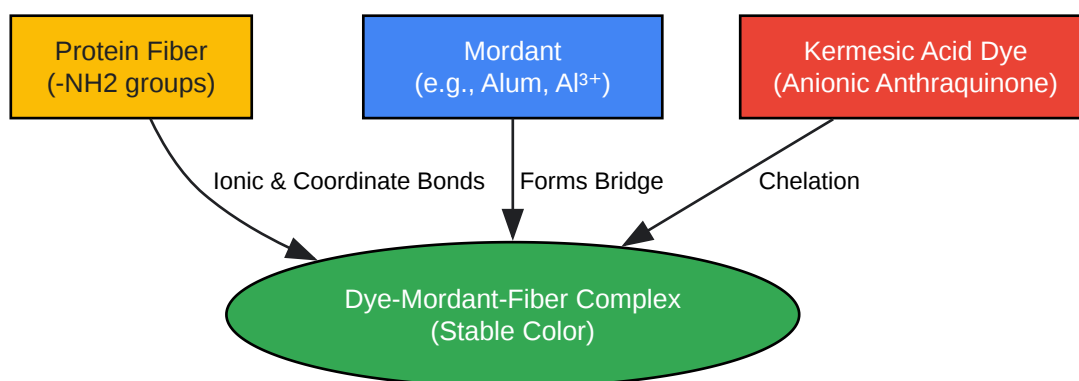 Protein Fiber
(-NH2 groups)
Mordant
(e.g., Alum, Al³⁺)
Kermesic Acid Dye
(Anionic Anthraquinone)
Ionic & Coordinate Bonds
Forms Bridge
Chelation
Dye-Mordant-Fiber Complex
(Stable Color)